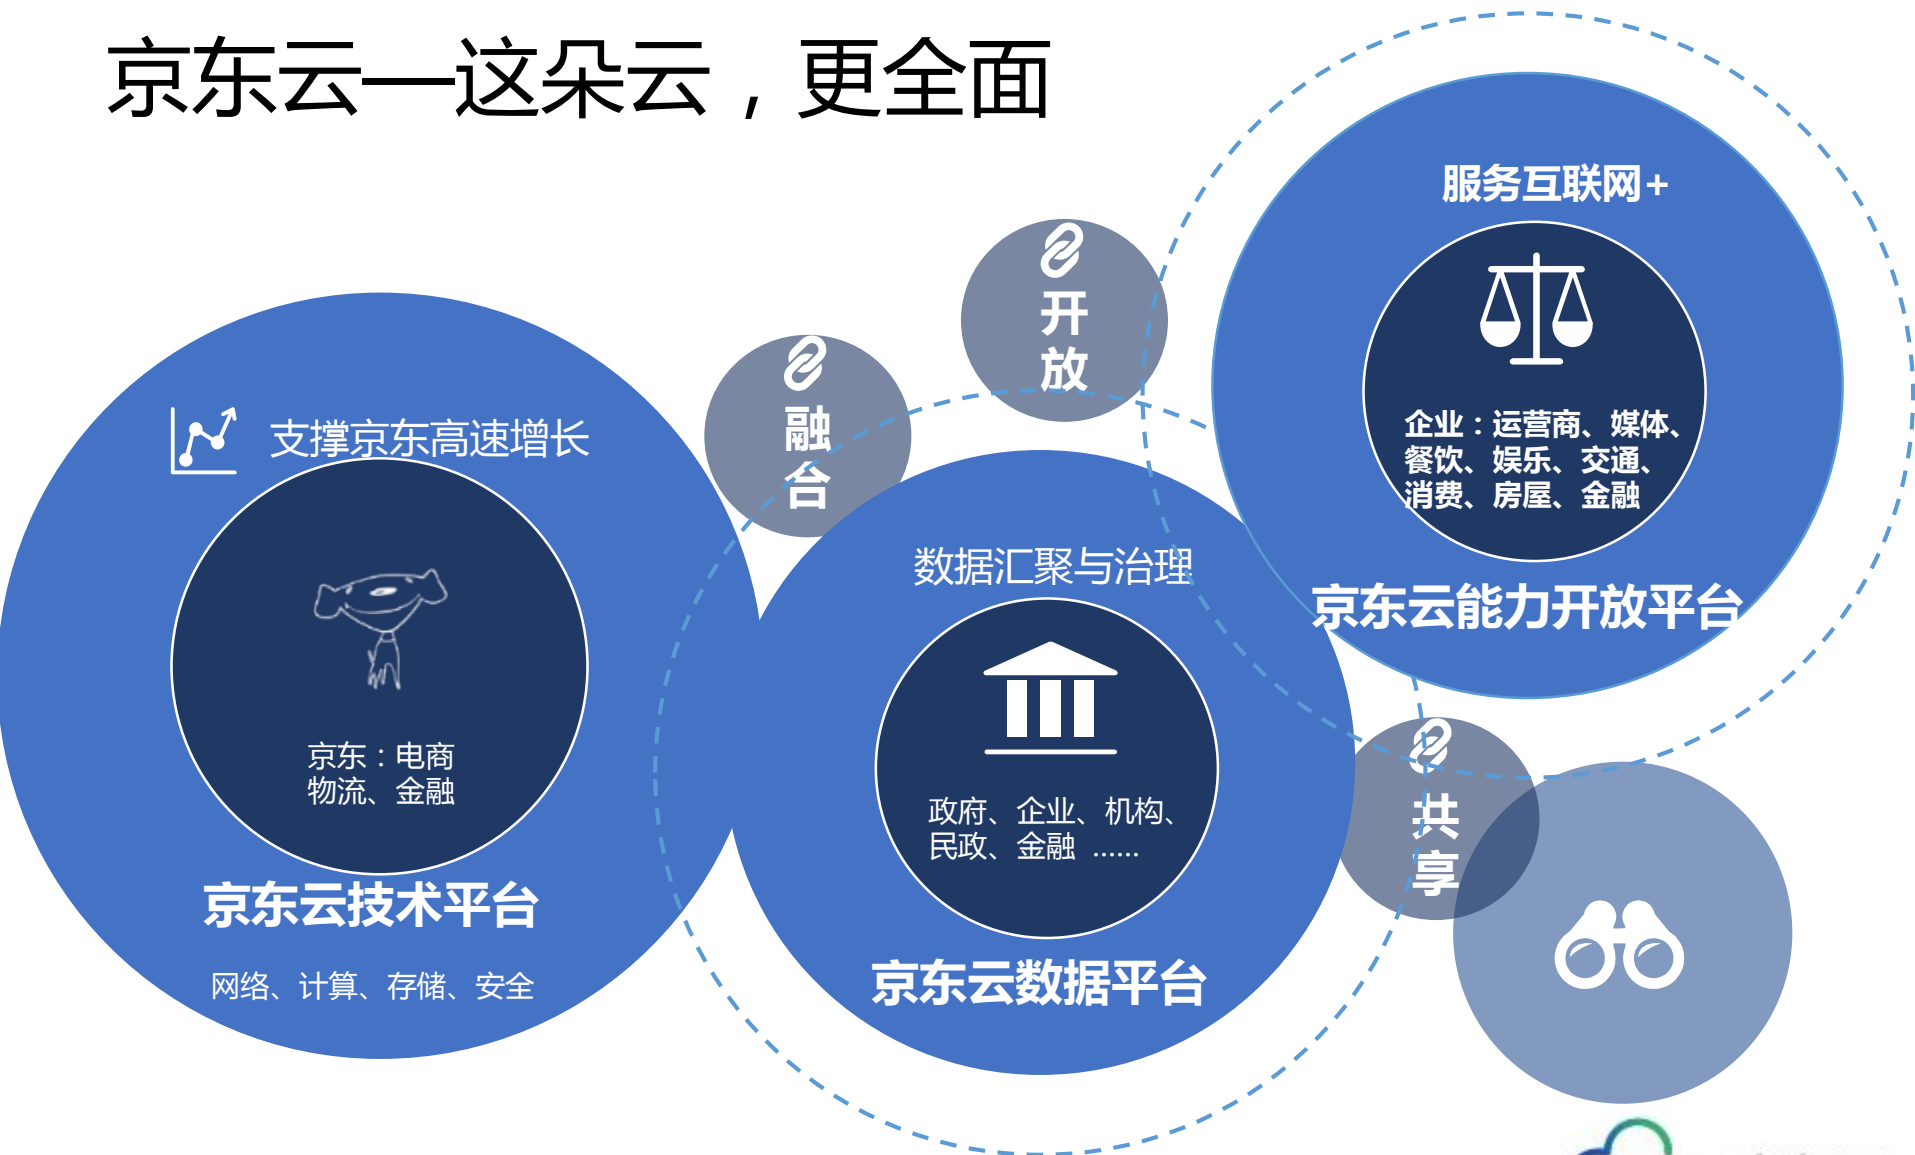 京东云—这朵云，更全面
服务互联网+
企业：运营商、媒体、
餐饮、娱乐、交通、
消费、房屋、金融
京东云能力开放平台
开
放
融
合
支撑京东高速增长
京东：电商
物流、金融
京东云技术平台
网络、计算、存储、安全
数据汇聚与治理
政府、企业、机构、
民政、金融 ……
京东云数据平台
共
享